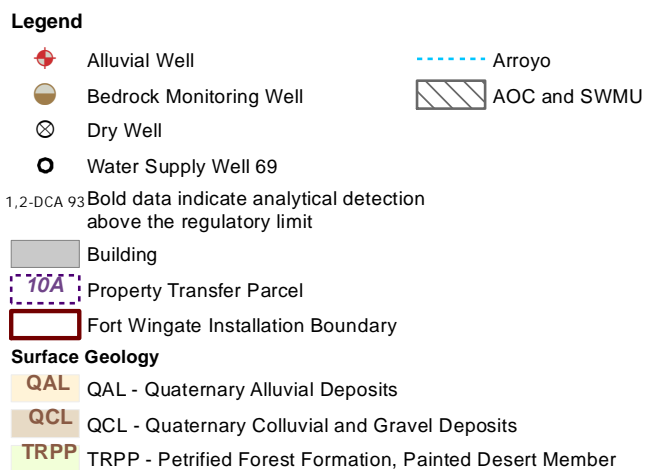 Legend
Alluvial Well
Arroyo
Bedrock Monitoring Well
AOC and SWMU
Dry Well
Water Supply Well 69
1,2-DCA 93 Bold data indicate analytical detection
above the regulatory limit
Building
10A Property Transfer Parcel
Fort Wingate Installation Boundary
Surface Geology
QAL QAL - Quaternary Alluvial Deposits
QCL QCL - Quaternary Colluvial and Gravel Deposits
TRPP TRPP - Petrified Forest Formation, Painted Desert Member